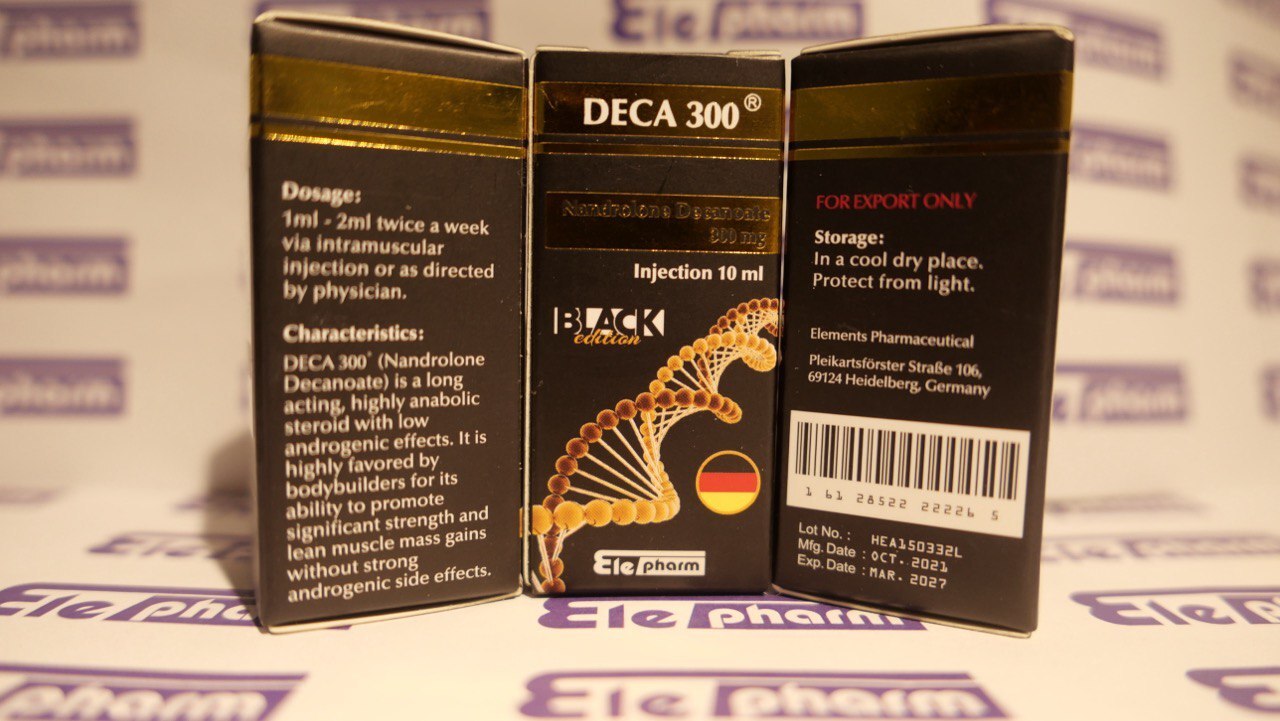 Dosage:
1ml - 2ml twice a week
via intramuscular
injection or as directed
by physician.
Characteristics:
DECA 300® (Nandrolone
Decanoate) is a long
acting, highly anabolic
steroid with low
androgenic effects. It is
highly favored by
bodybuilders for its
ability to promote
significant strength and
lean muscle mass gains
without strong
androgenic side effects.
DECA 300®
Nandrolone Decanoate
300 mg
Injection 10 ml
BLACK
edition
Ele pharm
FOR EXPORT ONLY
Storage:
In a cool dry place.
Protect from light.
Elements Pharmaceutical
Pleikartsförster Straße 106,
69124 Heidelberg, Germany
1 61 28522 22226 5
Lot No. : HEA150332L
Mfg. Date : OCT. 2021
Exp. Date : MAR. 2027
Ele pharm
Ele pharm
Ele pharm
Ele pharm